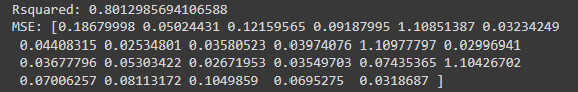 Rsquared: 0.8012985694106588
MSE: [0.18679998 0.05024431 0.12159565 0.09187995 1.10851387 0.03234249
0.04408315 0.02534801 0.03580523 0.03974076 1.10977797 0.02996941
0.03677796 0.05303422 0.02671953 0.03549703 0.07435365 1.10426702
0.07006257 0.08113172 0.1049859  0.0695275  0.0318687 ]